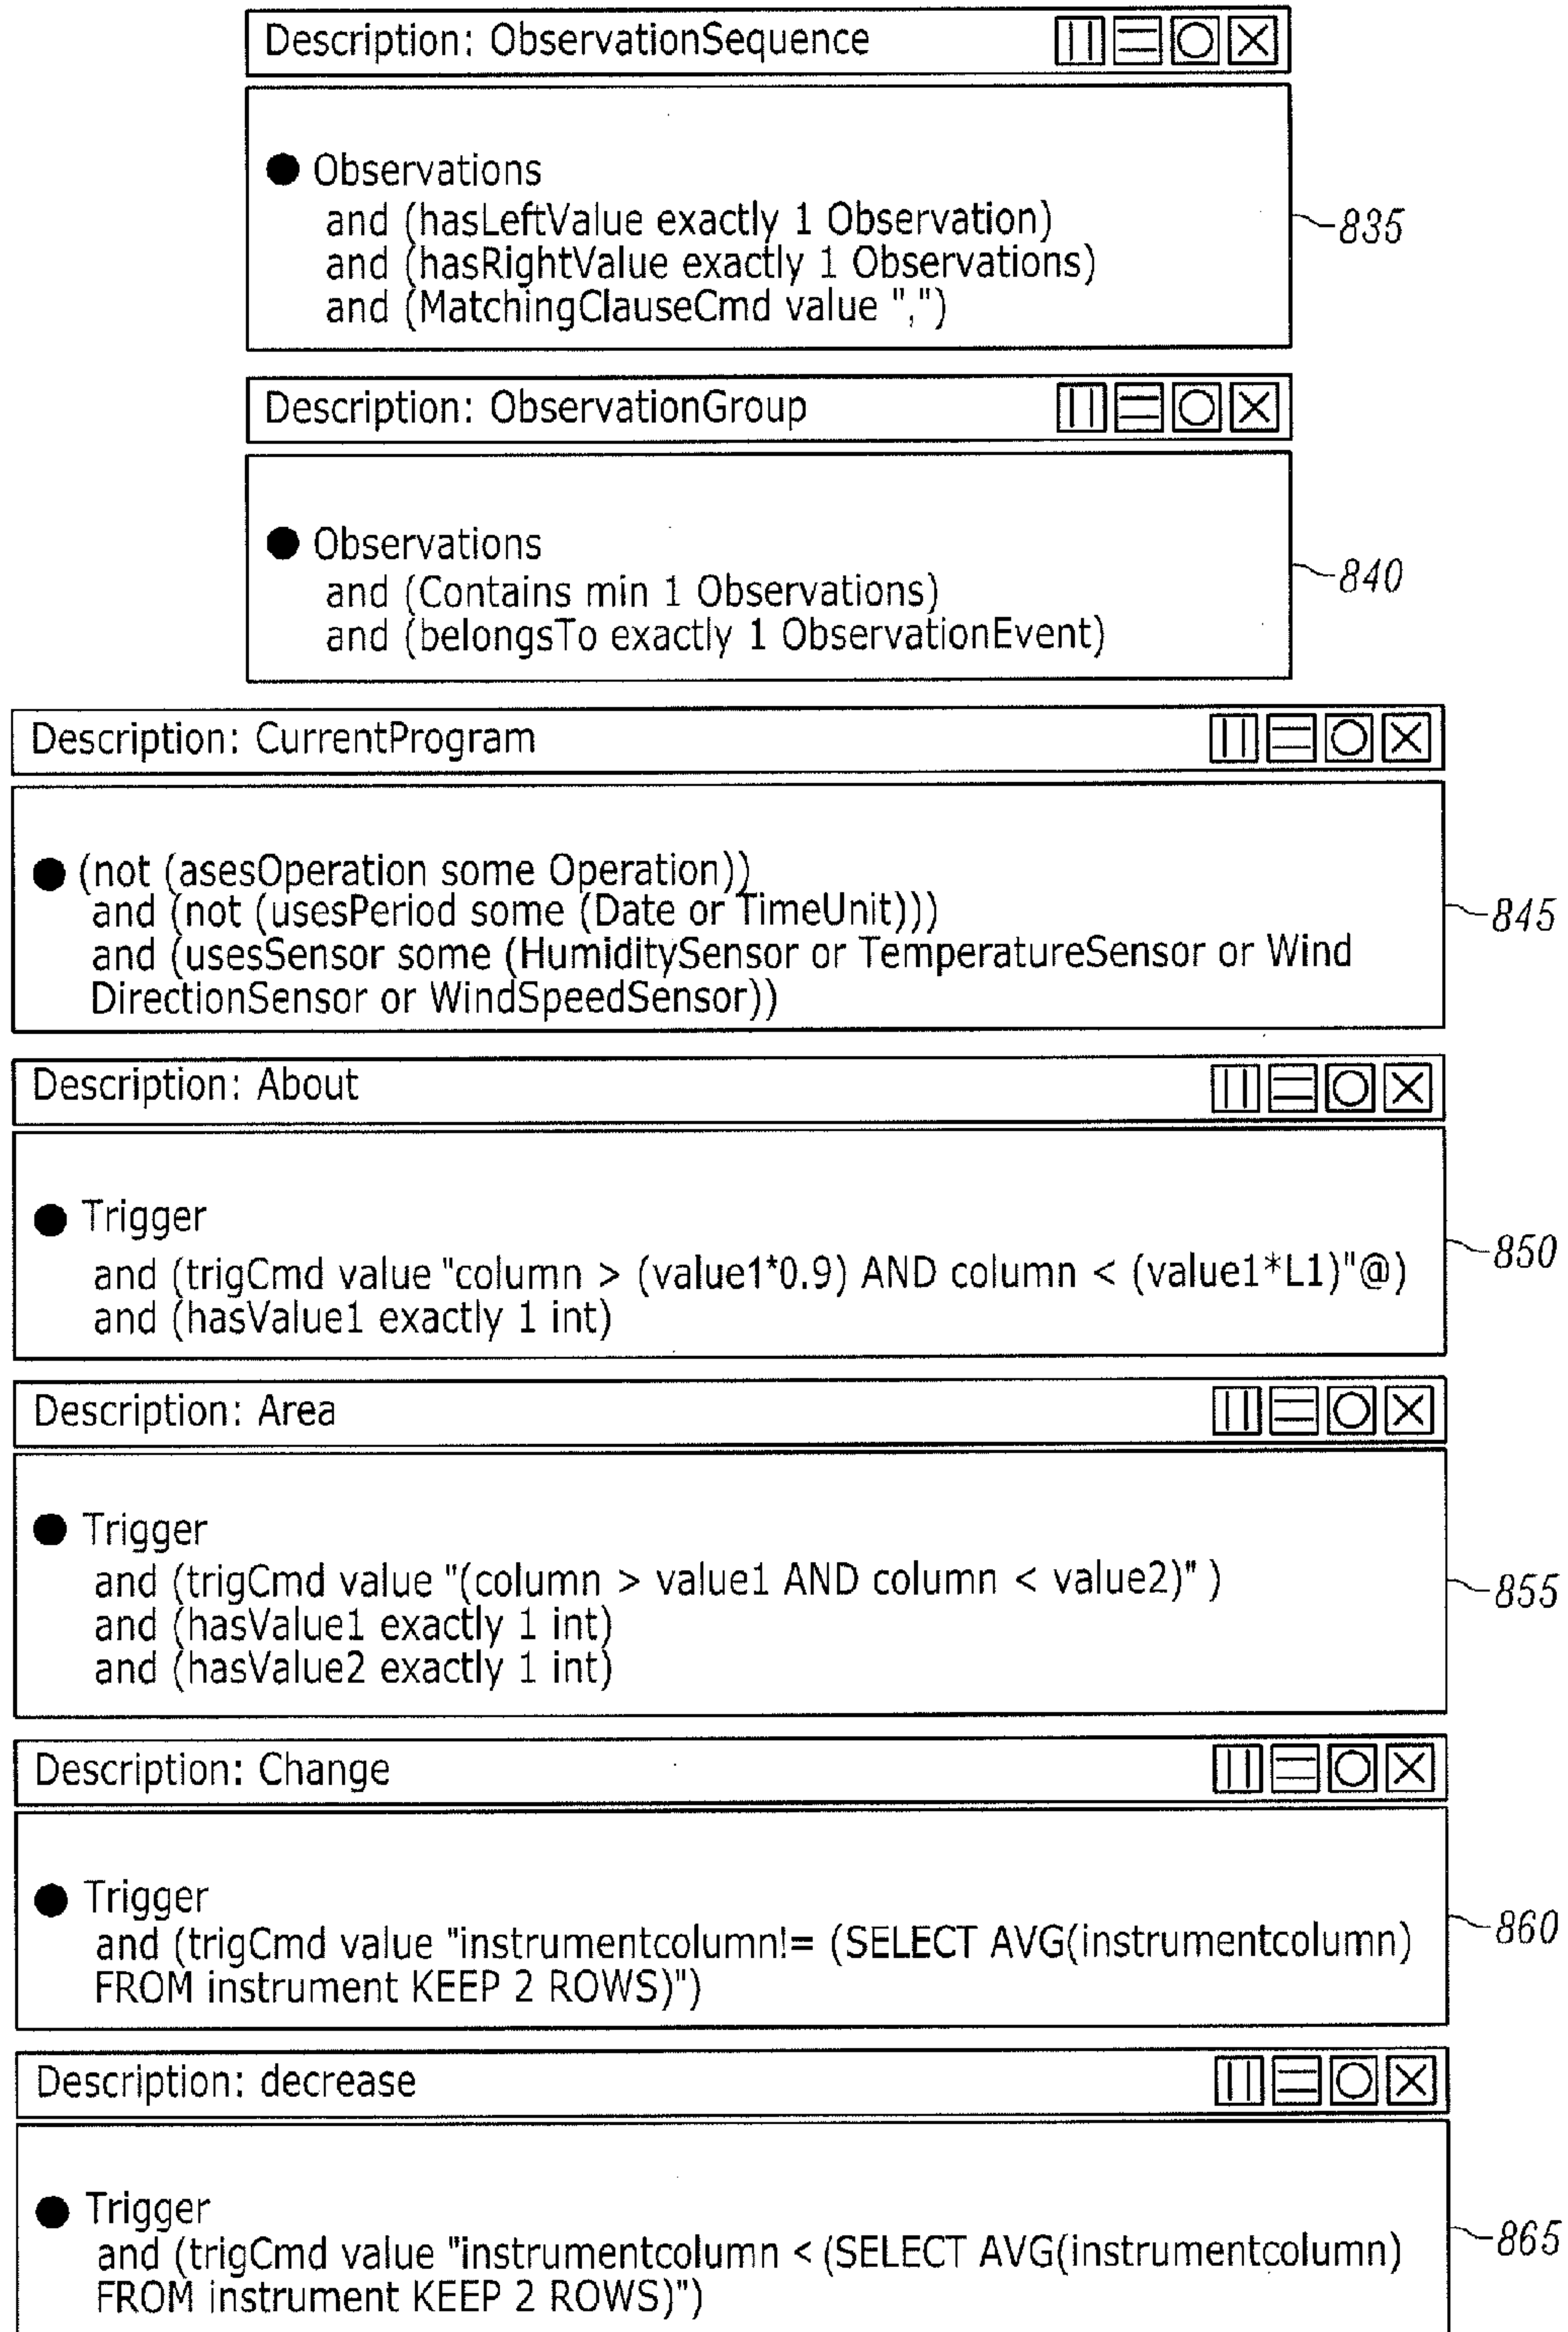 Description: ObservationSequence
Observations
and (hasLeftValue exactly 1 Observation)
and (hasRightValue exactly 1 Observations)
and (MatchingClauseCmd value ",")
835
Description: ObservationGroup
Observations
and (Contains min 1 Observations)
and (belongsTo exactly 1 ObservationEvent)
840
Description: CurrentProgram
(not (asesOperation some Operation))
and (not (usesPeriod some (Date or TimeUnit)))
and (usesSensor some (HumiditySensor or TemperatureSensor or Wind
DirectionSensor or WindSpeedSensor))
845
Description: About
Trigger
and (trigCmd value "column > (value1*0.9) AND column < (value1*L1)"@)
and (hasValue1 exactly 1 int)
850
Description: Area
Trigger
and (trigCmd value "(column > value1 AND column < value2)" )
and (hasValue1 exactly 1 int)
and (hasValue2 exactly 1 int)
855
Description: Change
Trigger
and (trigCmd value "instrumentcolumn!= (SELECT AVG(instrumentcolumn)
FROM instrument KEEP 2 ROWS)")
860
Description: decrease
Trigger
and (trigCmd value "instrumentcolumn < (SELECT AVG(instrumentcolumn)
FROM instrument KEEP 2 ROWS)")
865